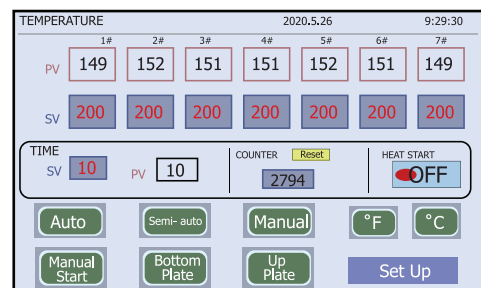 TEMPERATURE 2020.5.26 9:29:30
1# 2# 3# 4# 5# 6# 7#
PV 149 152 151 151 152 151 149
SV 200 200 200 200 200 200 200
TIME COUNTER Reset HEAT START
SV 10 PV 10 2794 OFF
Auto Semi- auto Manual °F °C
Manual Start Bottom Plate Up Plate Set Up